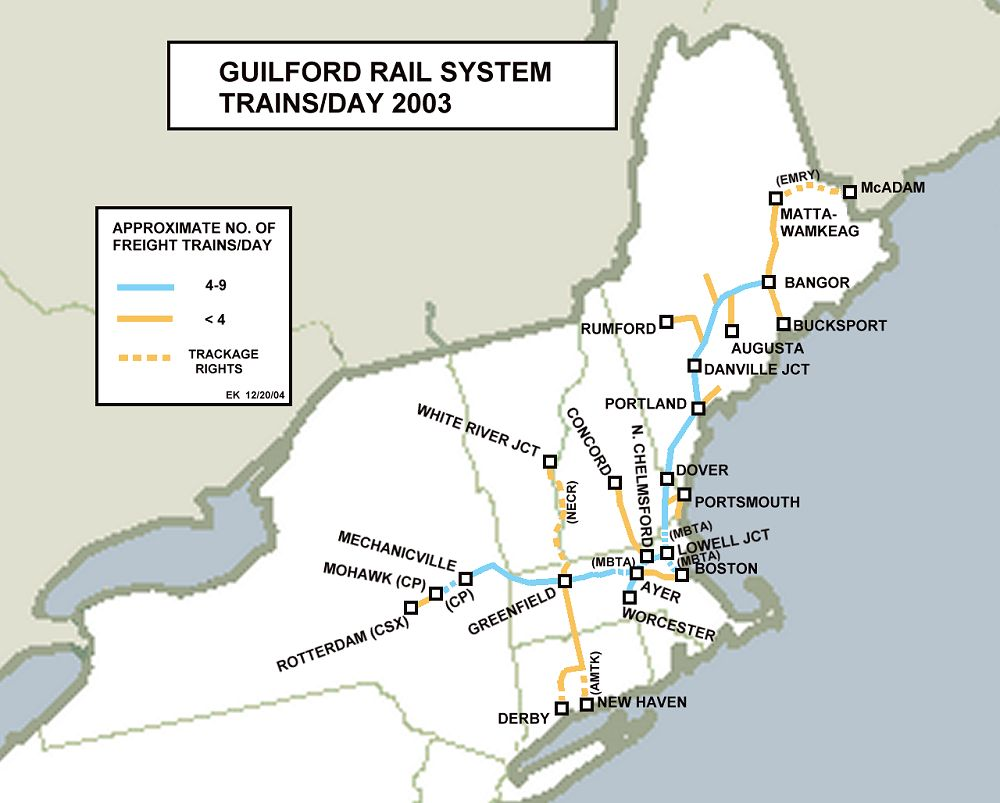 GUILFORD RAIL SYSTEM
TRAINS/DAY 2003
APPROXIMATE NO. OF
FREIGHT TRAINS/DAY
4-9
< 4
TRACKAGE
RIGHTS
EK 12/20/04
(EMRY)
McADAM
MATTA-
WAMKEAG
BANGOR
BUCKSPORT
RUMFORD
AUGUSTA
DANVILLE JCT
PORTLAND
WHITE RIVER JCT
CONCORD
N. CHELMSFORD
DOVER
PORTSMOUTH
(NECR)
(MBTA)
LOWELL JCT
(MBTA)
(MBTA)
BOSTON
MECHANICVILLE
MOHAWK (CP)
(CP)
ROTTERDAM (CSX)
GREENFIELD
AYER
WORCESTER
(AMTK)
NEW HAVEN
DERBY